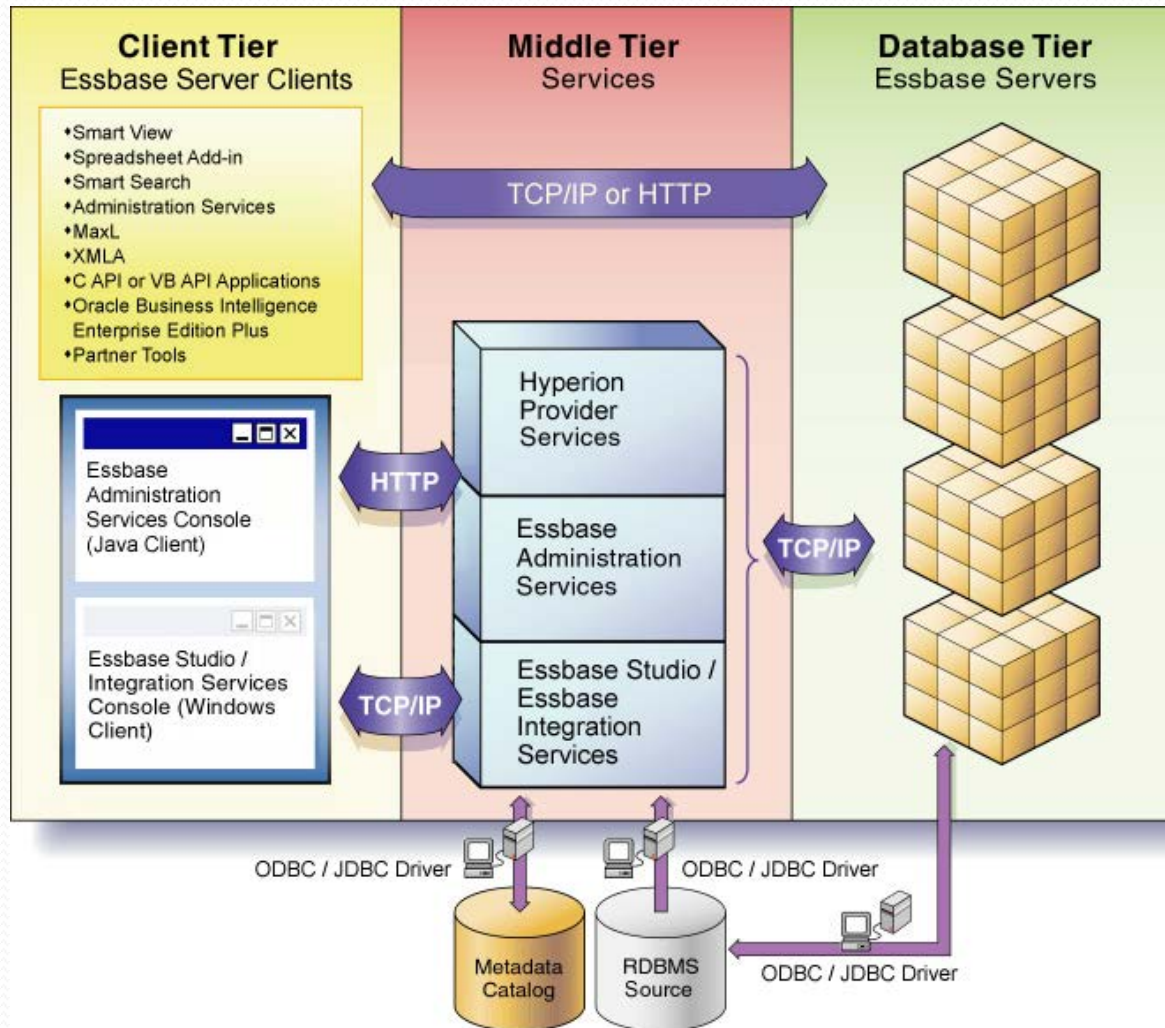 Client Tier
Essbase Server Clients
Middle Tier
Services
Database Tier
Essbase Servers
♦Smart View
♦Spreadsheet Add-in
♦Smart Search
♦Administration Services
♦MaxL
♦XMLA
♦C API or VB API Applications
♦Oracle Business Intelligence
Enterprise Edition Plus
♦Partner Tools
TCP/IP or HTTP
Essbase
Administration
Services Console
(Java Client)
HTTP
Hyperion
Provider
Services
Essbase
Administration
Services
TCP/IP
Essbase Studio /
Integration Services
Console (Windows
Client)
TCP/IP
Essbase Studio /
Essbase
Integration
Services
ODBC / JDBC Driver
ODBC / JDBC Driver
Metadata
Catalog
RDBMS
Source
ODBC / JDBC Driver